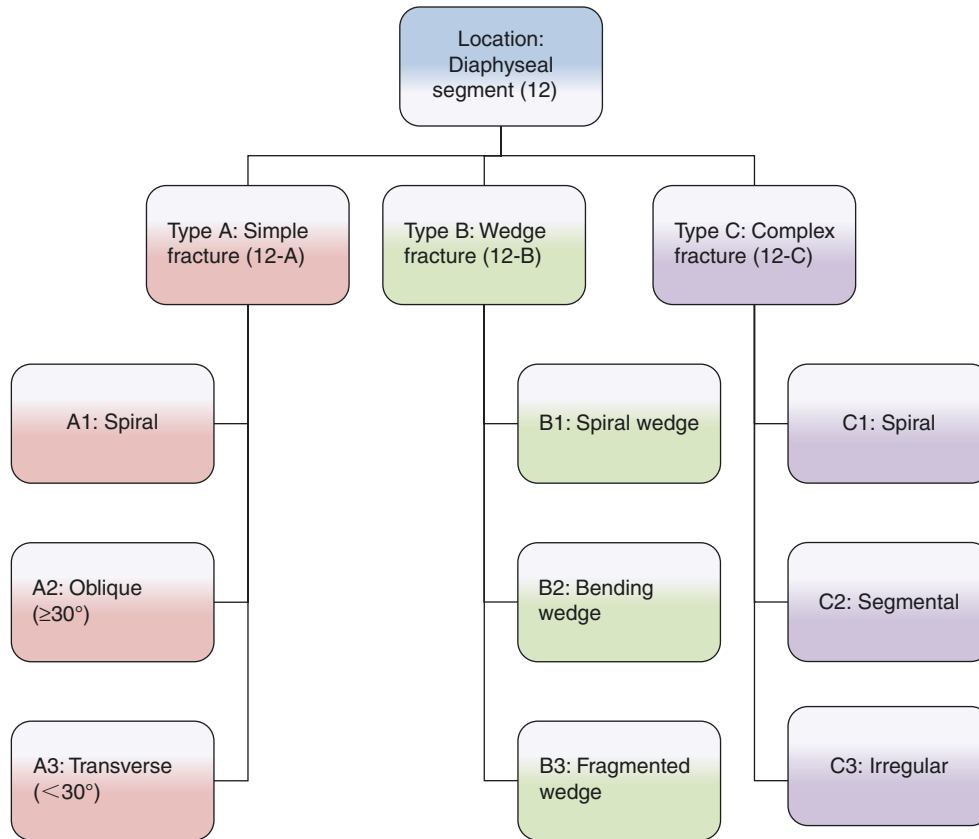 Location:
Diaphyseal
segment (12)
Type A: Simple
fracture (12-A)
Type B: Wedge
fracture (12-B)
Type C: Complex
fracture (12-C)
A1: Spiral
B1: Spiral wedge
C1: Spiral
A2: Oblique
(≥30°)
B2: Bending
wedge
C2: Segmental
A3: Transverse
(<30°)
B3: Fragmented
wedge
C3: Irregular